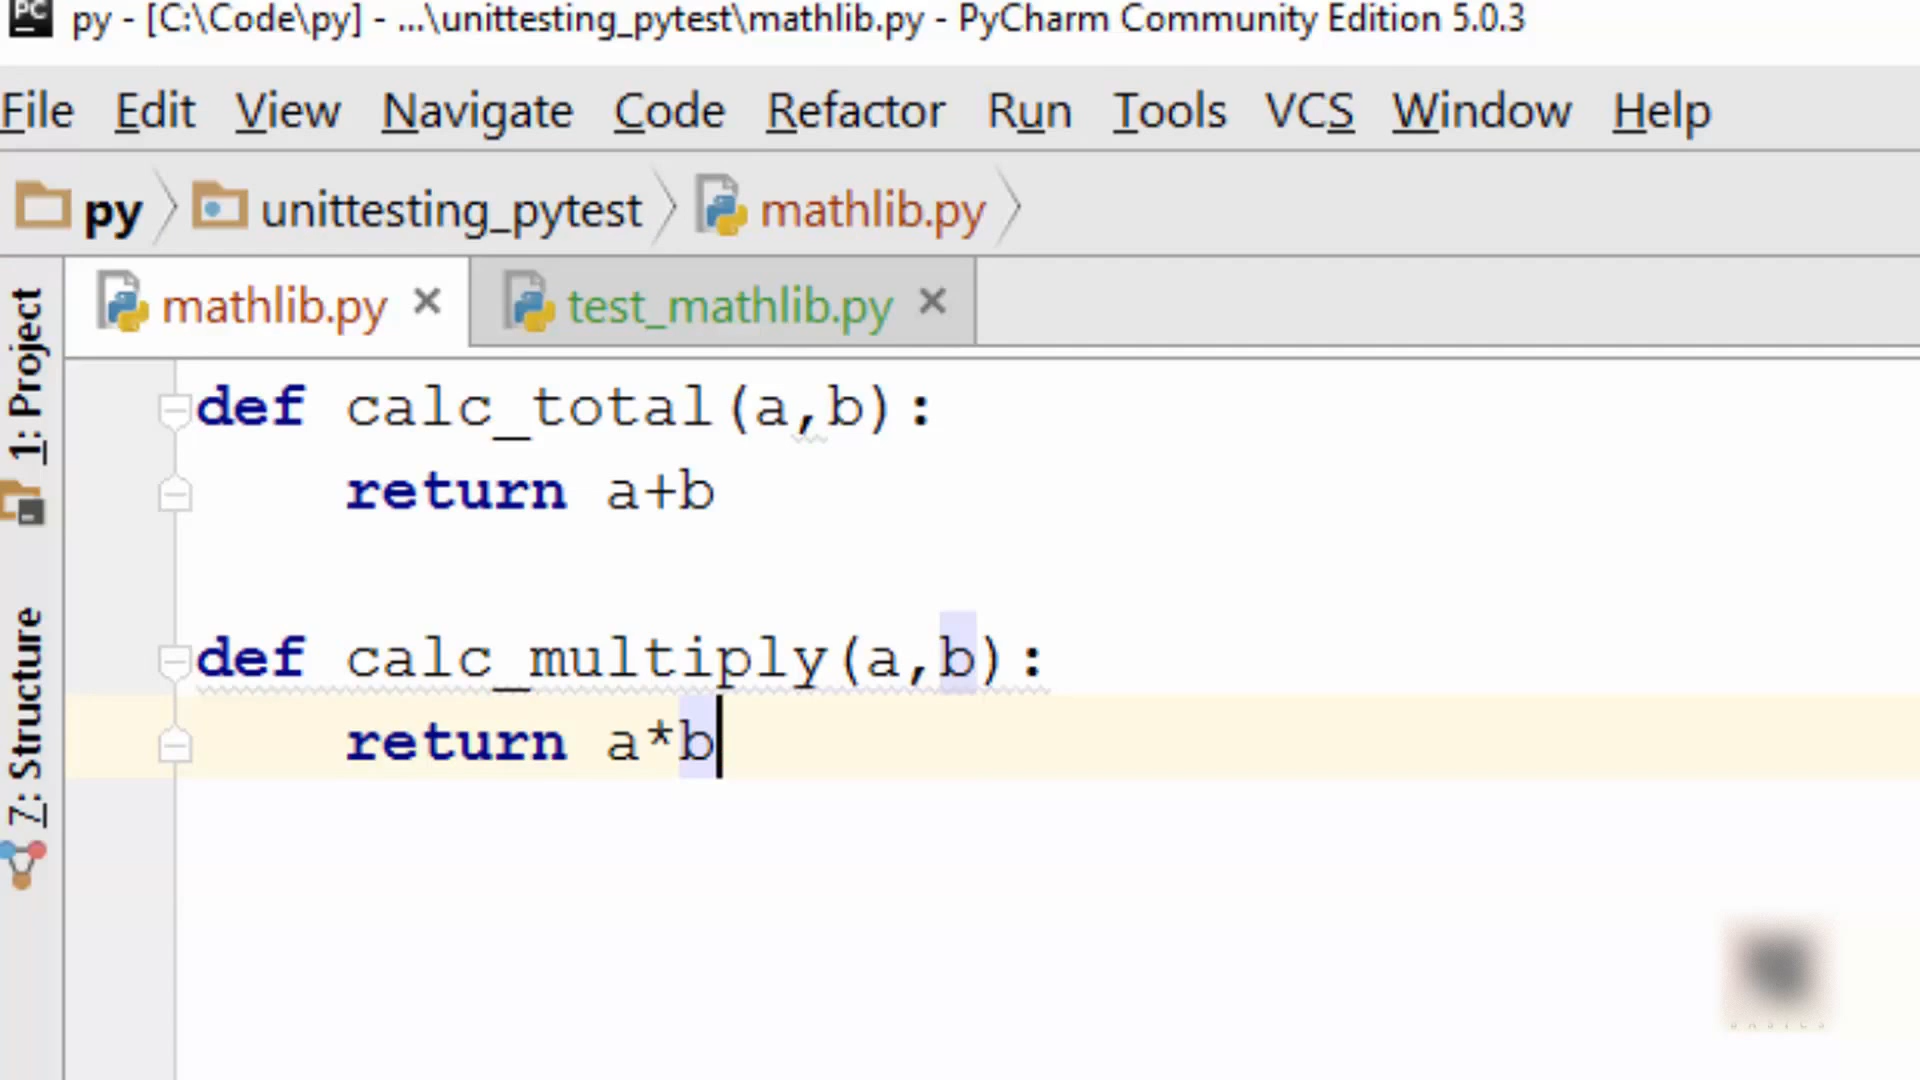 py - [C:\Code\py] - ...\unittesting_pytest\mathlib.py - PyCharm Community Edition 5.0.3
File Edit View Navigate Code Refactor Run Tools VCS Window Help
py unittesting_pytest mathlib.py
mathlib.py test_mathlib.py
1: Project
7: Structure
def calc_total(a,b):
    return a+b
def calc_multiply(a,b):
    return a*b